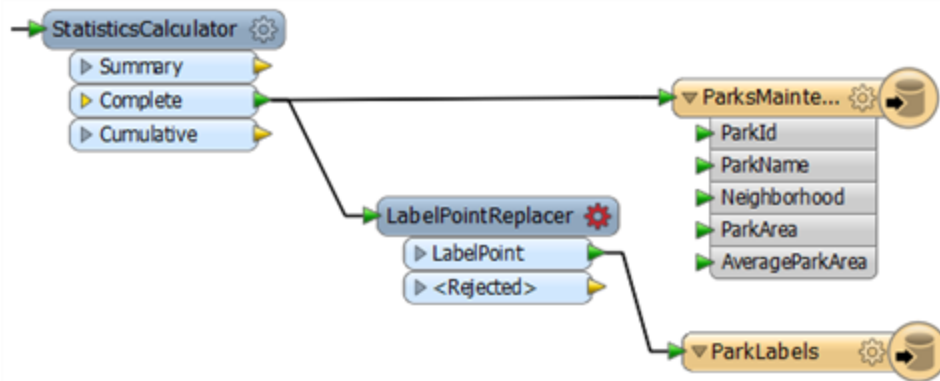 StatisticsCalculator
Summary
Complete
Cumulative
ParksMainte...
ParkId
ParkName
Neighborhood
ParkArea
AverageParkArea
LabelPointReplacer
LabelPoint
<Rejected>
ParkLabels